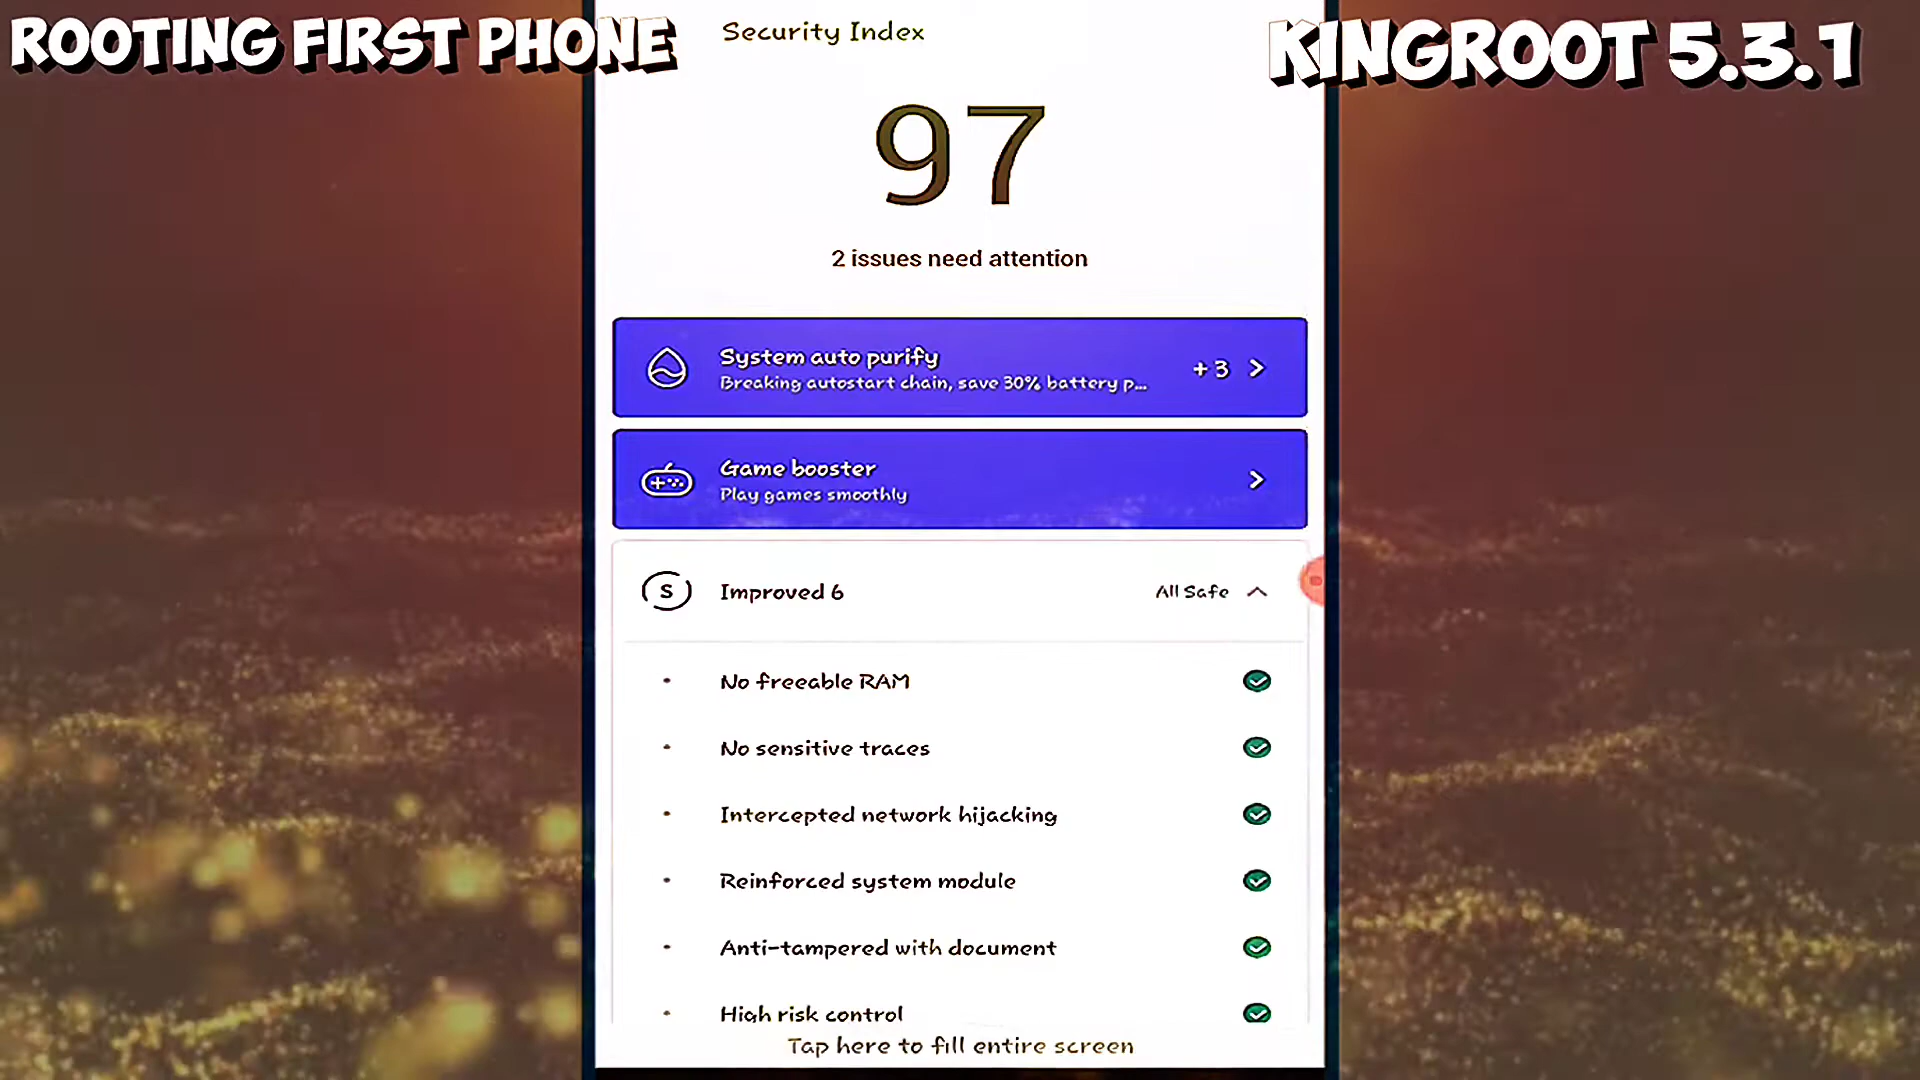 ROOTING FIRST PHONE
KINGROOT 5.3.1
Security Index
97
2 issues need attention
System auto purify
Breaking autostart chain, save 30% battery p...
+ 3
Game booster
Play games smoothly
S
Improved 6
All Safe
No freeable RAM
No sensitive traces
Intercepted network hijacking
Reinforced system module
Anti-tampered with document
High risk control
Tap here to fill entire screen